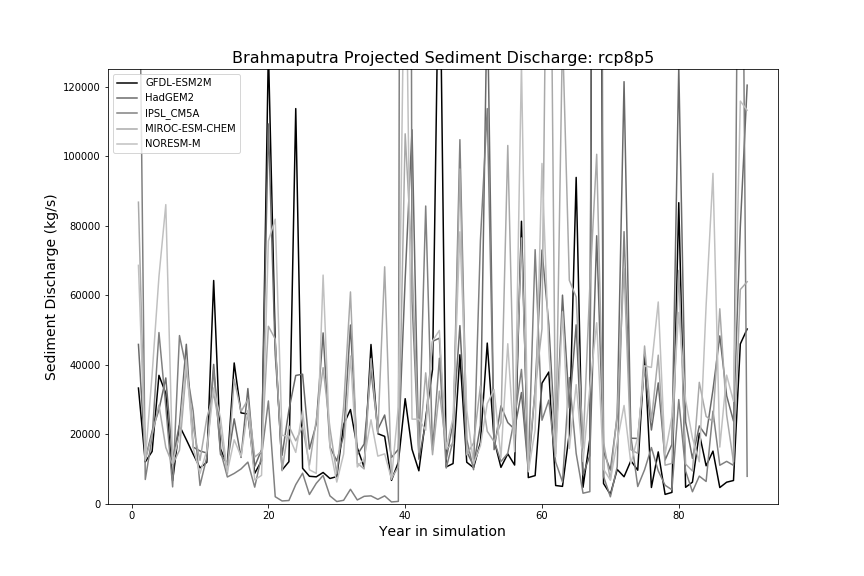 Brahmaputra Projected Sediment Discharge: rcp8p5
GFDL-ESM2M
HadGEM2
IPSL_CM5A
MIROC-ESM-CHEM
NORESM-M
Sediment Discharge (kg/s)
120000
100000
80000
60000
40000
20000
0
0 20 40 60 80
Year in simulation